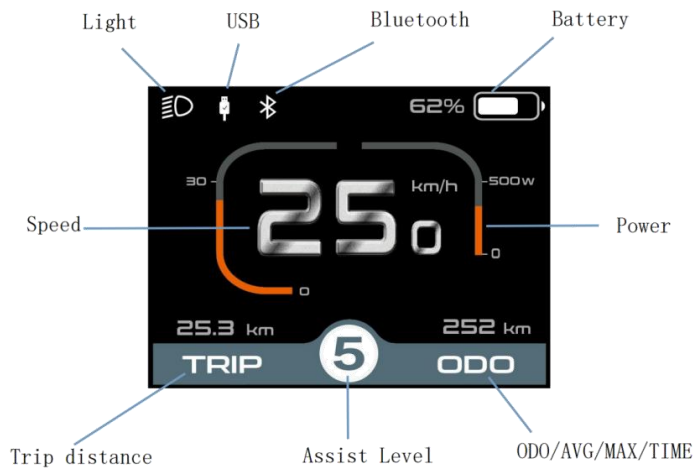 Light
USB
Bluetooth
Battery
62%
30
25.0
km/h
500W
Speed
Power
0
0
25.3 km
252 km
TRIP
5
ODO
Trip distance
Assist Level
ODO/AVG/MAX/TIME